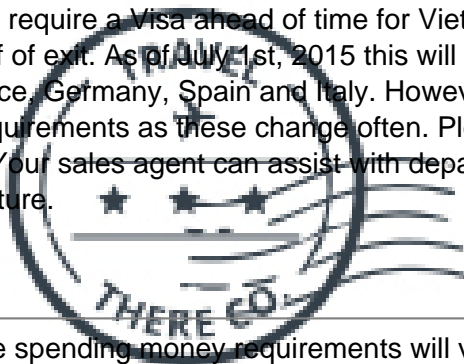 require a Visa ahead of time for Viet
of exit. As of July 1st, 2015 this will
ce, Germany, Spain and Italy. Howev
quirements as these change often. Pl
Your sales agent can assist with depa
ture.
TRAVEL
THERE CO.
e spending money requirements will v